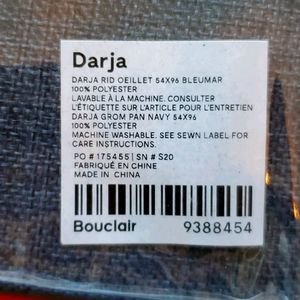 Darja
DARJA RID OEILLET 54X96 BLEUMAR
100% POLYESTER
LAVABLE À LA MACHINE. CONSULTER
L'ÉTIQUETTE SUR L'ARTICLE POUR L'ENTRETIEN
DARJA GROM PAN NAVY 54X96
100% POLYESTER
MACHINE WASHABLE. SEE SEWN LABEL FOR
CARE INSTRUCTIONS.
PO # 175455 | SN # S20
FABRIQUÉ EN CHINE
MADE IN CHINA
Bouclair 9388454